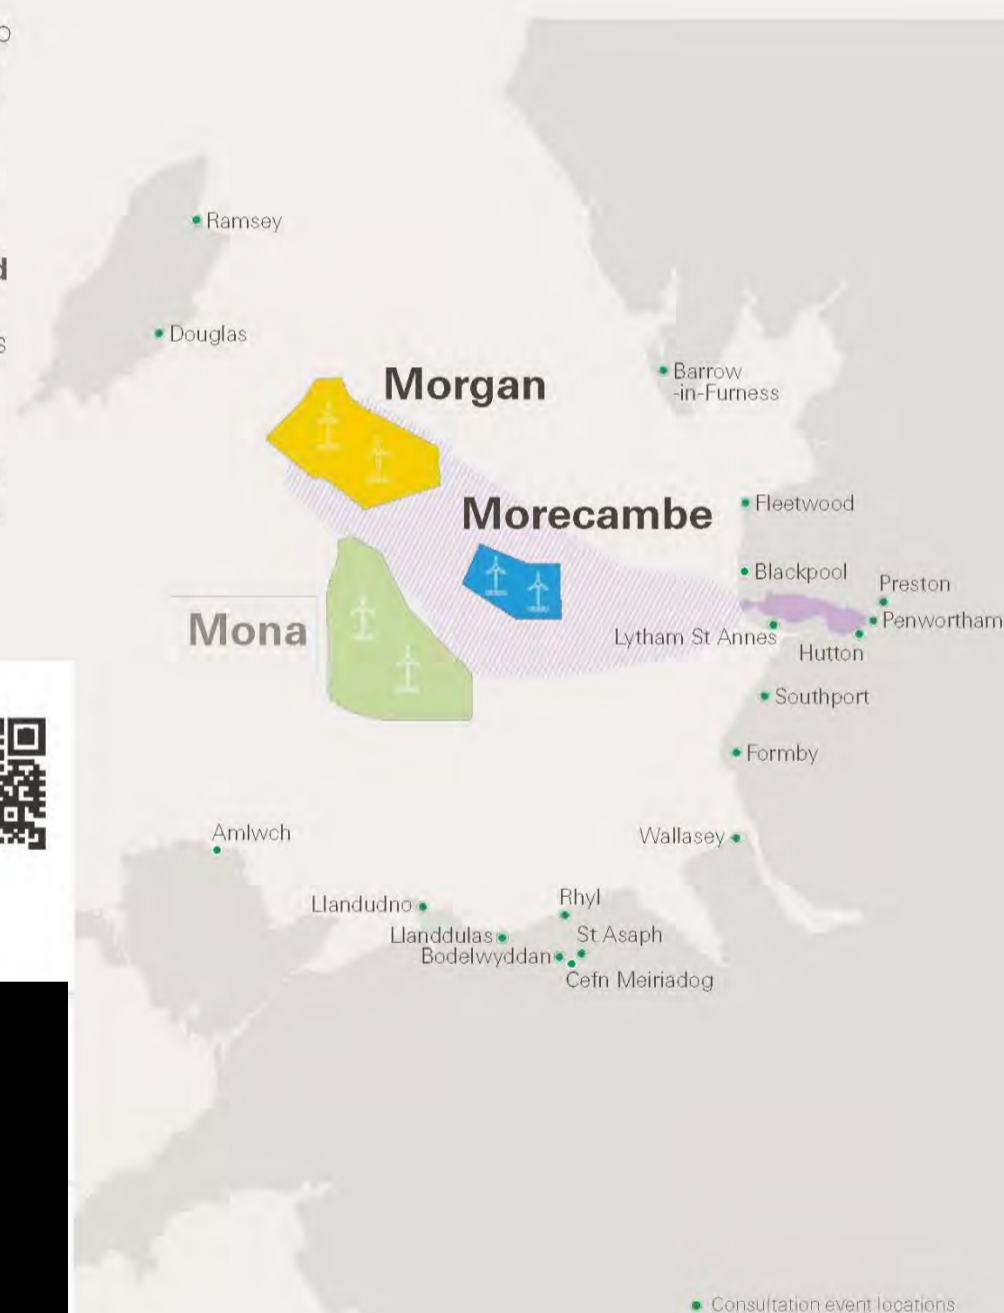 Ramsey
Douglas
Morgan
Barrow
-in-Furness
Morecambe
Fleetwood
Blackpool
Preston
Penwortham
Lytham St Annes
Hutton
Mona
Southport
Formby
Amlwch
Wallasey
Llandudno
Rhyl
Llanddulas
St Asaph
Bodelwyddan
Cefn Meiriadog
Consultation event locations